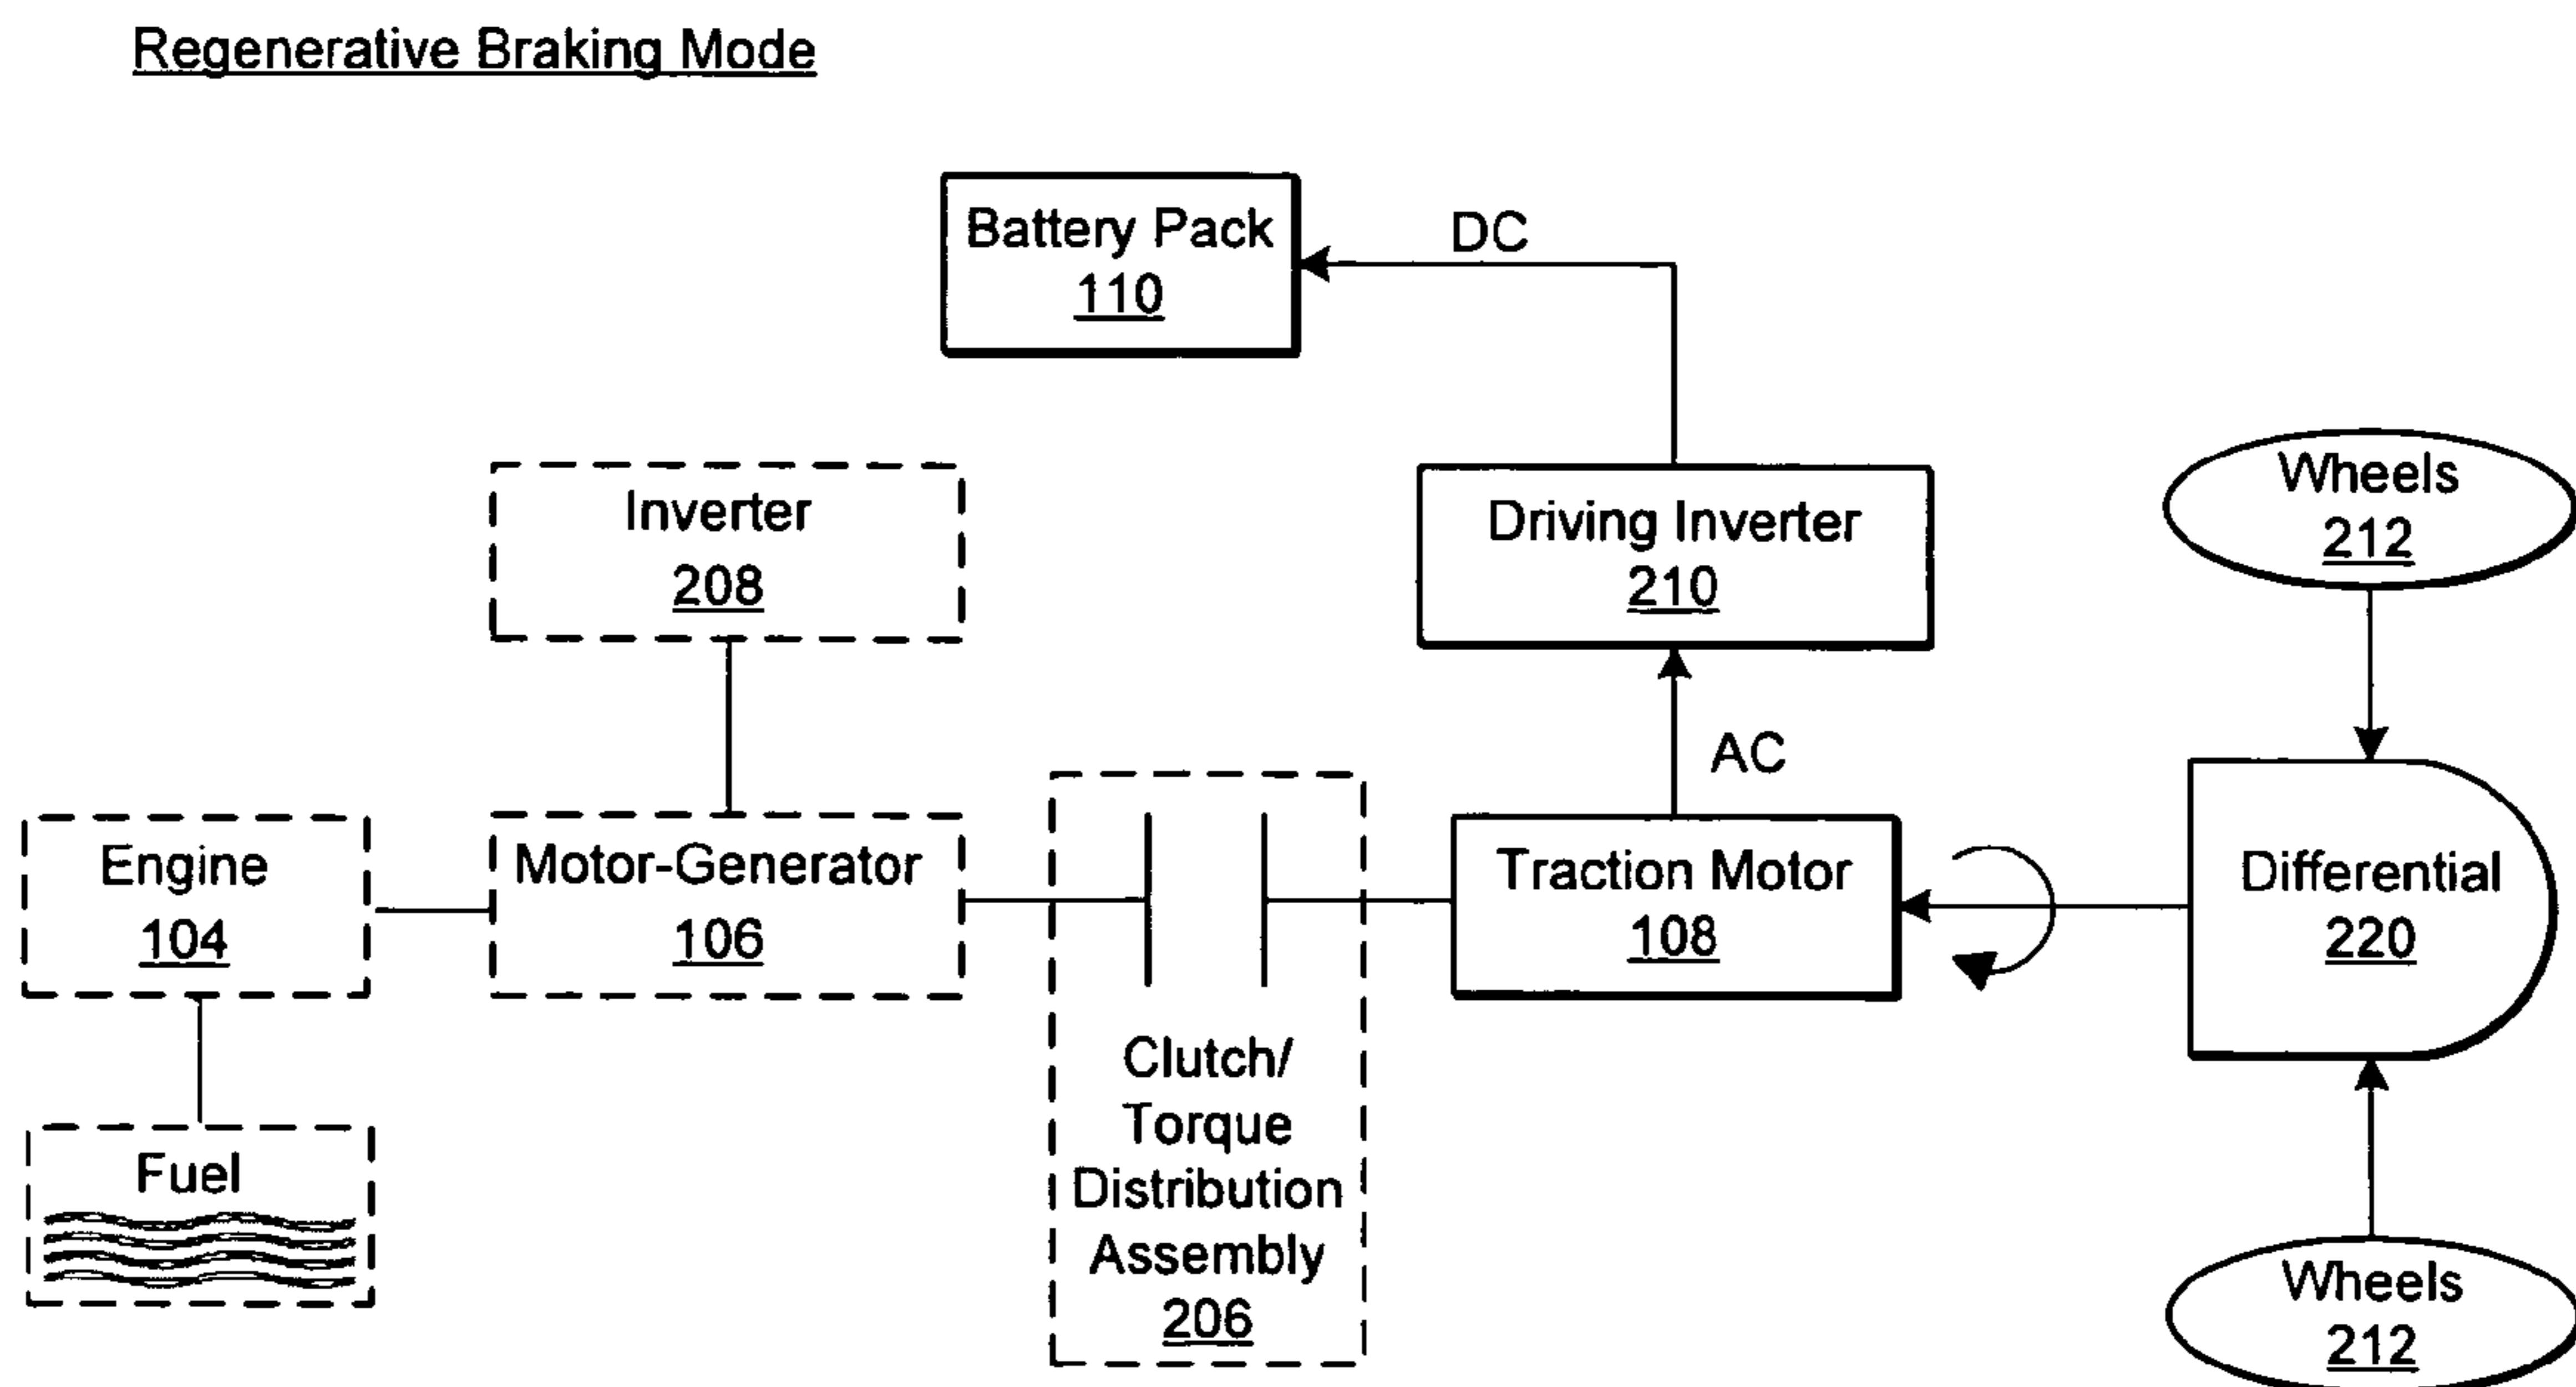 Regenerative Braking Mode
Battery Pack
110
DC
Inverter
208
Driving Inverter
210
Wheels
212
AC
Engine
104
Motor-Generator
106
Traction Motor
108
Differential
220
Clutch/
Torque
Distribution
Assembly
206
Fuel
Wheels
212